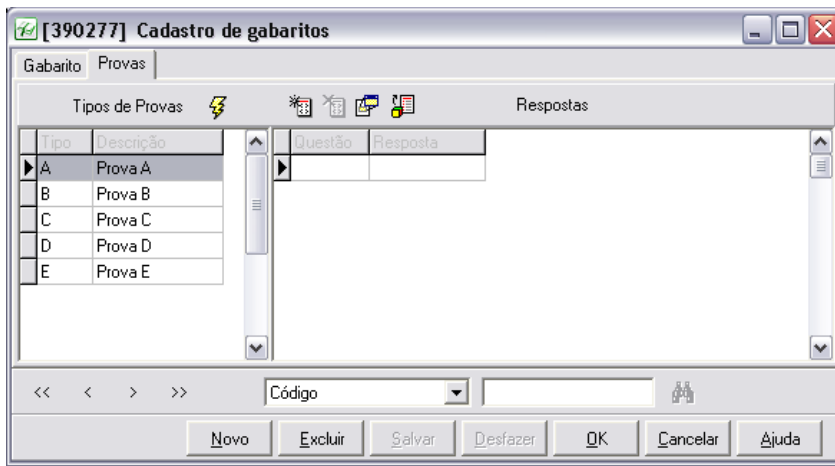 [390277] Cadastro de gabaritos
Gabarito Provas
Tipos de Provas Respostas
Tipo Descrição Questão Resposta
A Prova A
B Prova B
C Prova C
D Prova D
E Prova E
<< < > >> Código
Novo Excluir Salvar Desfazer OK Cancelar Ajuda